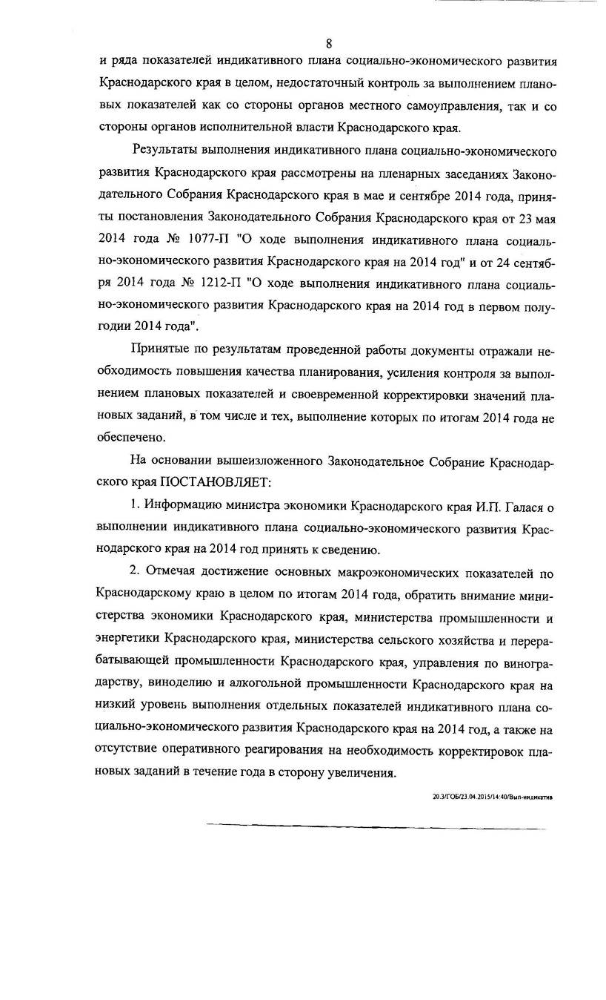 8
и ряда показателей индикативного плана социально-экономического развития
Краснодарского края в целом, недостаточный контроль за выполнением плано-
вых показателей как со стороны органов местного самоуправления, так и со
стороны органов исполнительной власти Краснодарского края.
Результаты выполнения индикативного плана социально-экономического
развития Краснодарского края рассмотрены на пленарных заседаниях Законо-
дательного Собрания Краснодарского края в мае и сентябре 2014 года, приня-
ты постановления Законодательного Собрания Краснодарского края от 23 мая
2014 года № 1077-П "О ходе выполнения индикативного плана социаль-
но-экономического развития Краснодарского края на 2014 год" и от 24 сентяб-
ря 2014 года № 1212-П "О ходе выполнения индикативного плана социаль-
но-экономического развития Краснодарского края на 2014 год в первом полу-
годии 2014 года".
Принятые по результатам проведенной работы документы отражали не-
обходимость повышения качества планирования, усиления контроля за выпол-
нением плановых показателей и своевременной корректировки значений пла-
новых заданий, в том числе и тех, выполнение которых по итогам 2014 года не
обеспечено.
На основании вышеизложенного Законодательное Собрание Краснодар-
ского края ПОСТАНОВЛЯЕТ:
1. Информацию министра экономики Краснодарского края И.П. Галася о
выполнении индикативного плана социально-экономического развития Крас-
нодарского края на 2014 год принять к сведению.
2. Отмечая достижение основных макроэкономических показателей по
Краснодарскому краю в целом по итогам 2014 года, обратить внимание мини-
стерства экономики Краснодарского края, министерства промышленности и
энергетики Краснодарского края, министерства сельского хозяйства и перера-
батывающей промышленности Краснодарского края, управления по виногра-
дарству, виноделию и алкогольной промышленности Краснодарского края на
низкий уровень выполнения отдельных показателей индикативного плана со-
циально-экономического развития Краснодарского края на 2014 год, а также на
отсутствие оперативного реагирования на необходимость корректировок пла-
новых заданий в течение года в сторону увеличения.
20.3/ГОБ/23.04.2015/14:40/Вып-индикатив